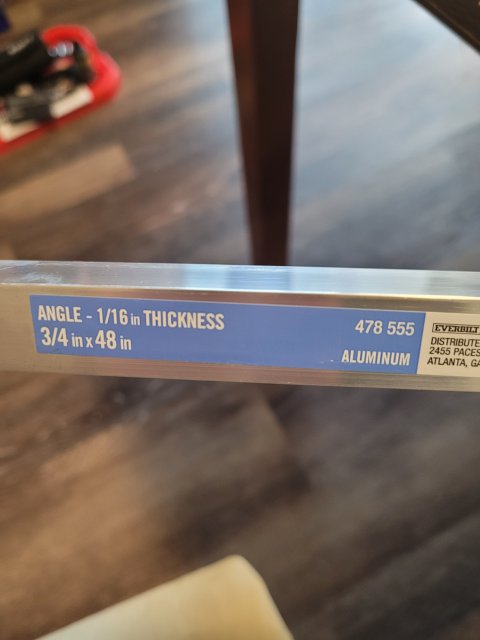 ANGLE - 1/16 in THICKNESS
3/4 in x 48 in
478 555
ALUMINUM
EVERBILT
DISTRIBUTE
2455 PACES
ATLANTA, GA